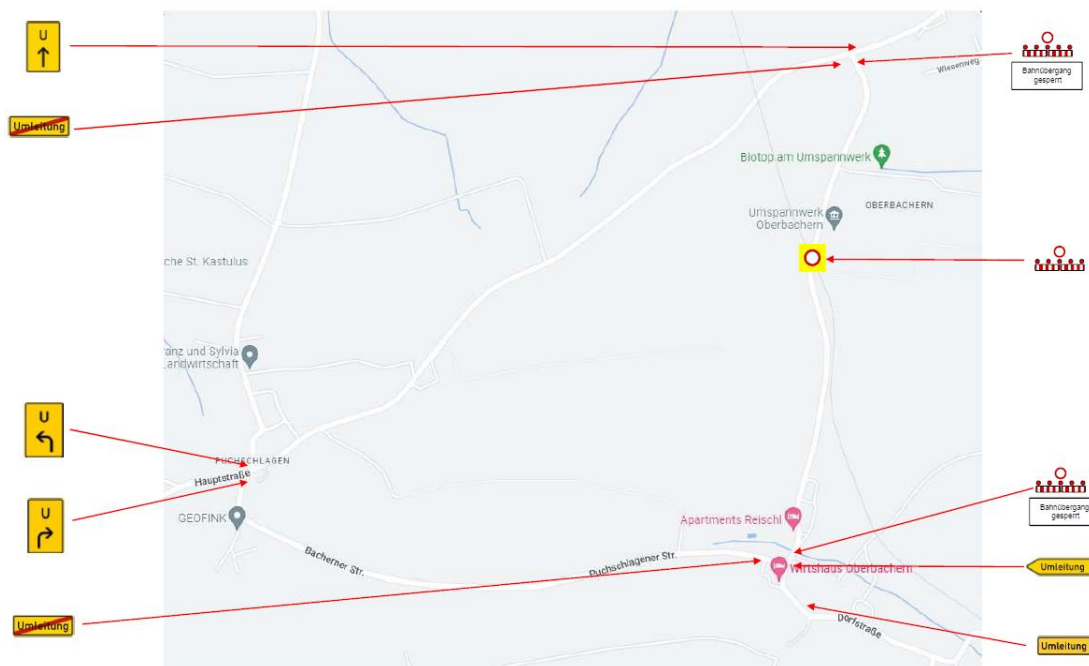 U
Wiesenweg
Bahnübergang
gesperrt
Umleitung
Biotop am Umspannwerk
OBERBACHERN
Umspannwerk
Oberbachern
che St. Kastulus
ranz und Sylvia
Landwirtschaft
U
PUCHSCHLAGEN
Hauptstraße
U
GEOFINK
Apartments Reischl
Bahnübergang
gesperrt
Bacherner Str.
Puchschlagener Str.
Wirtshaus Oberbachern
Umleitung
Umleitung
Dorfstraße
Umleitung